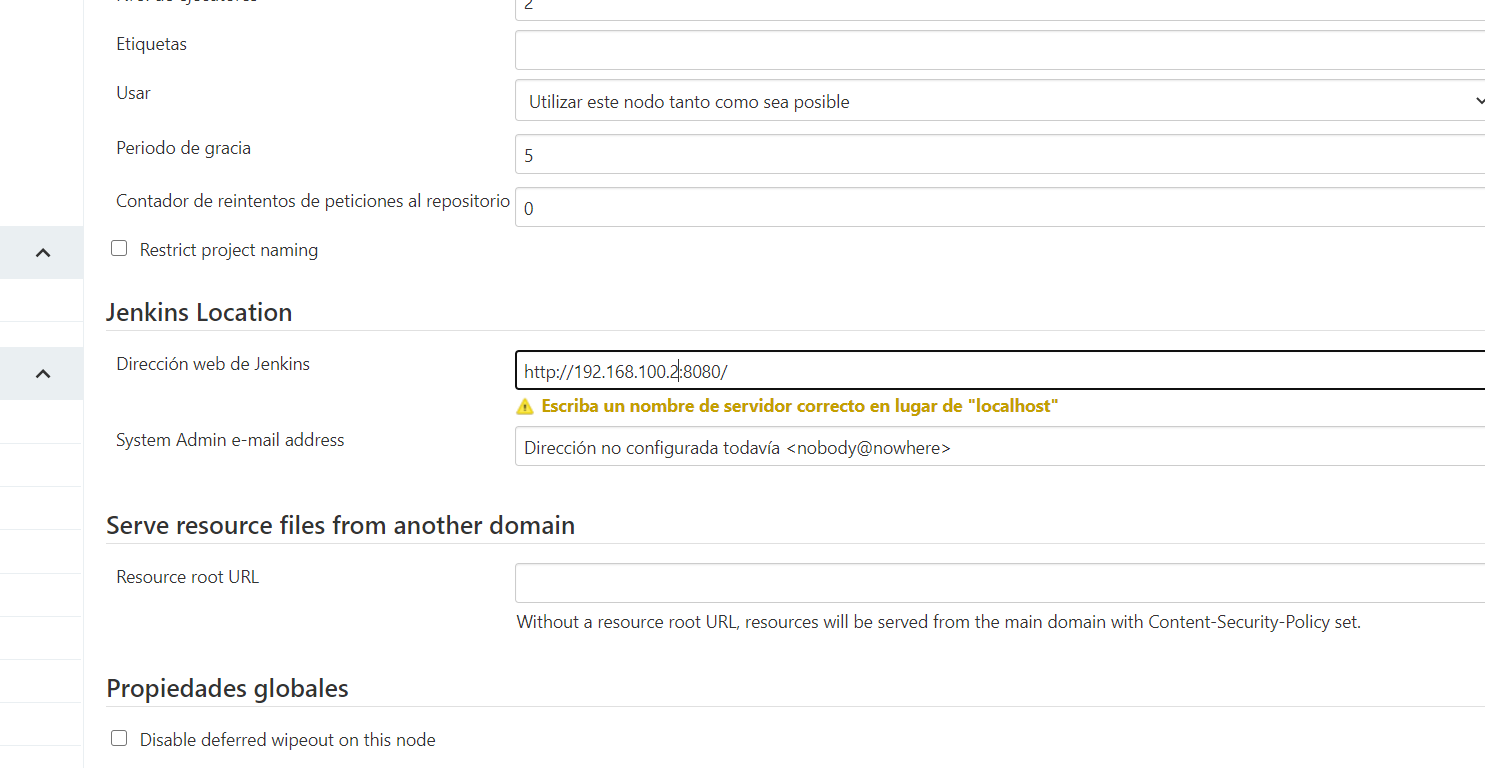 2
Etiquetas
Usar
Utilizar este nodo tanto como sea posible
Periodo de gracia
5
Contador de reintentos de peticiones al repositorio
0
Restrict project naming
Jenkins Location
Dirección web de Jenkins
http://192.168.100.2:8080/
Escriba un nombre de servidor correcto en lugar de "localhost"
System Admin e-mail address
Dirección no configurada todavía <nobody@nowhere>
Serve resource files from another domain
Resource root URL
Without a resource root URL, resources will be served from the main domain with Content-Security-Policy set.
Propiedades globales
Disable deferred wipeout on this node